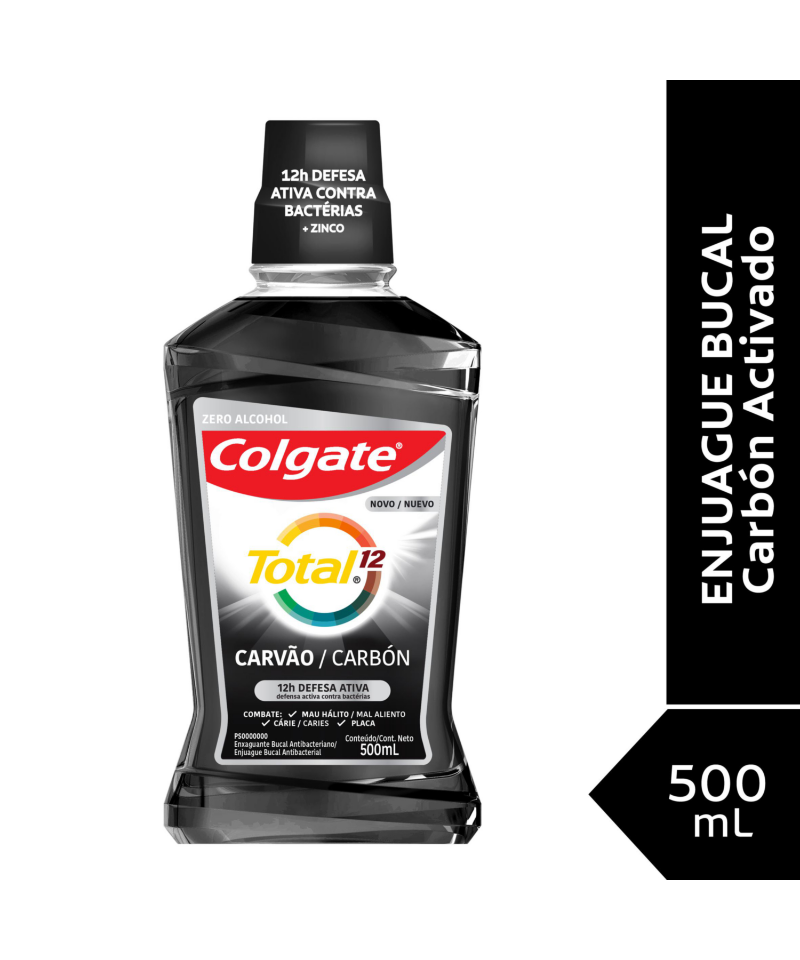 12h DEFESA
ATIVA CONTRA
BACTÉRIAS
+ ZINCO
ZERO ALCOHOL
Colgate®
NOVO / NUEVO
Total 12®
CARVÃO / CARBÓN
12h DEFESA ATIVA
defensa activa contra bactérias
COMBATE: ✓ MAU HÁLITO / MAL ALIENTO
✓ CÁRIE / CARIES ✓ PLACA
PS0000000
Enxaguante Bucal Antibacteriano/
Enjuague Bucal Antibacterial
Conteúdo/Cont. Neto
500mL
ENJUAGUE BUCAL
Carbón Activado
500
mL